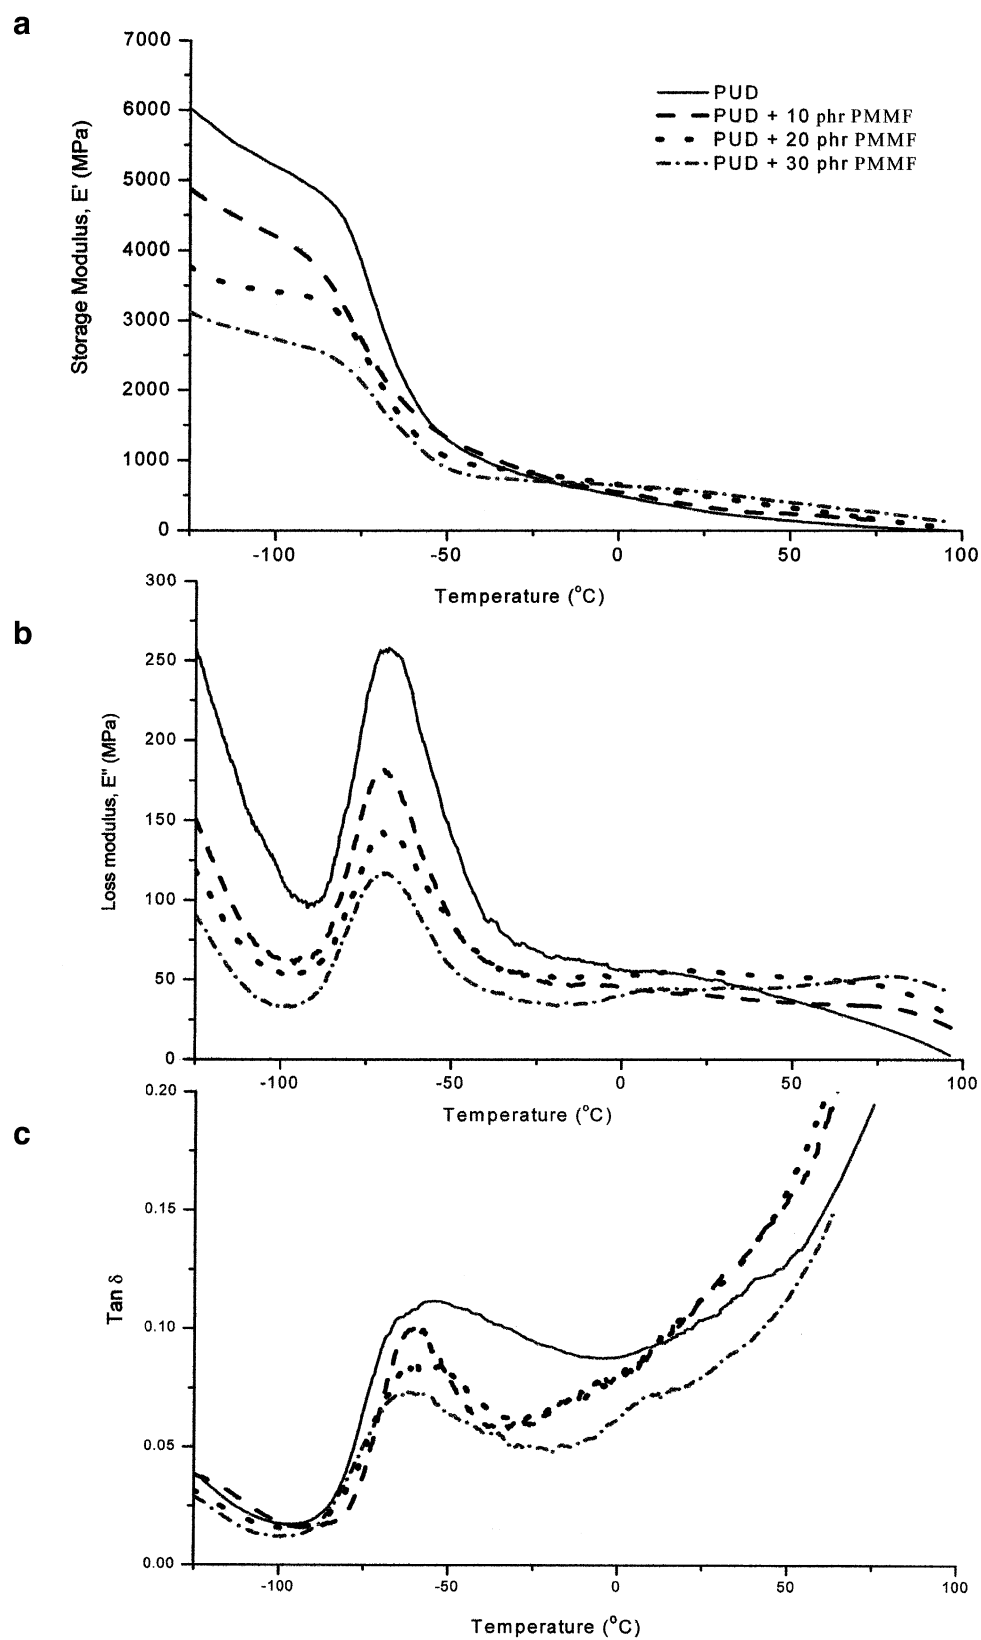 a
7000
6000
5000
4000
3000
2000
1000
0
Storage Modulus, E' (MPa)
PUD
PUD + 10 phr PMMF
PUD + 20 phr PMMF
PUD + 30 phr PMMF
-100 -50 0 50 100
Temperature (°C)
b
300
250
200
150
100
50
0
Loss modulus, E" (MPa)
-100 -50 0 50 100
Temperature (°C)
c
0.20
0.15
0.10
0.05
0.00
Tan δ
-100 -50 0 50 100
Temperature (°C)